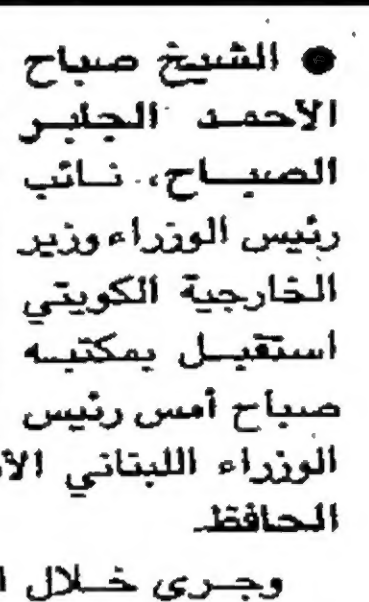 ● الشيخ صباح
الأحمد الجابر
الصباح، نائب
رئيس الوزراء وزير
الخارجية الكويتي
استقبل بمكتبه
صباح أمس رئيس
الوزراء اللبناني
الحافظ.
وجرى خلال